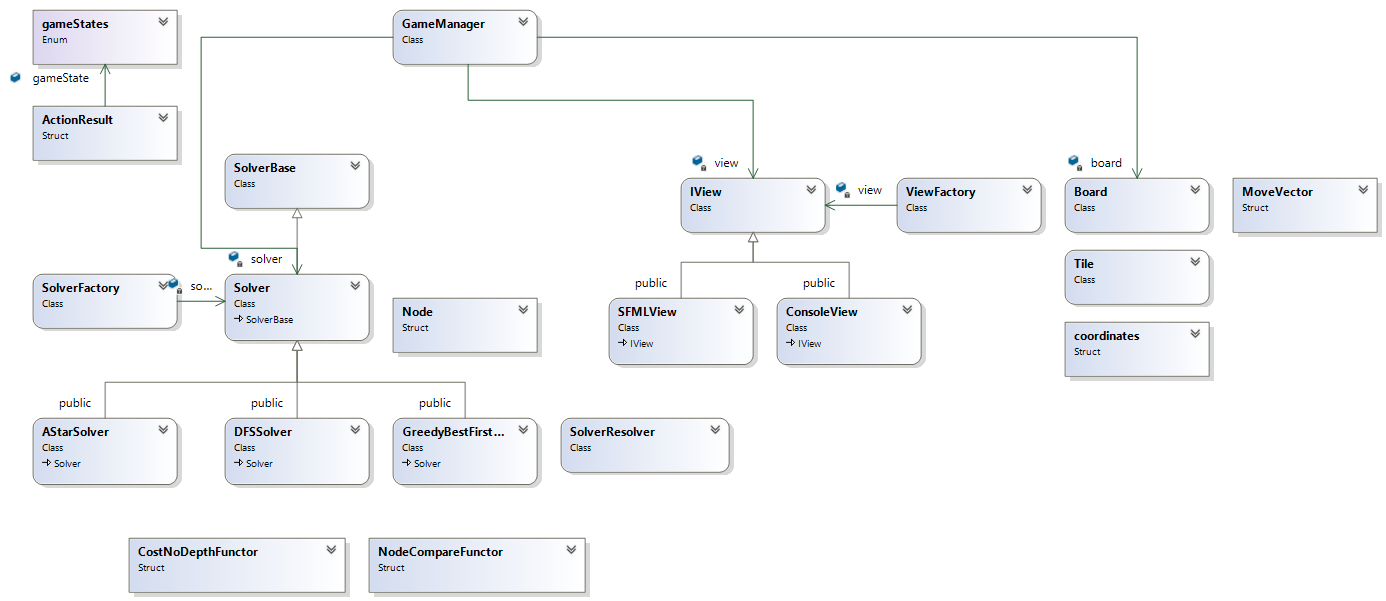 gameStates
Enum
gameState
ActionResult
Struct
GameManager
Class
SolverBase
Class
solver
SolverFactory
Class
so...
Solver
Class
SolverBase
Node
Struct
public
public
public
AStarSolver
Class
Solver
DFSSolver
Class
Solver
GreedyBestFirst...
Class
Solver
SolverResolver
Class
CostNoDepthFunctor
Struct
NodeCompareFunctor
Struct
view
IView
Class
view
ViewFactory
Class
public
public
SFMLView
Class
IView
ConsoleView
Class
IView
board
Board
Class
MoveVector
Struct
Tile
Class
coordinates
Struct